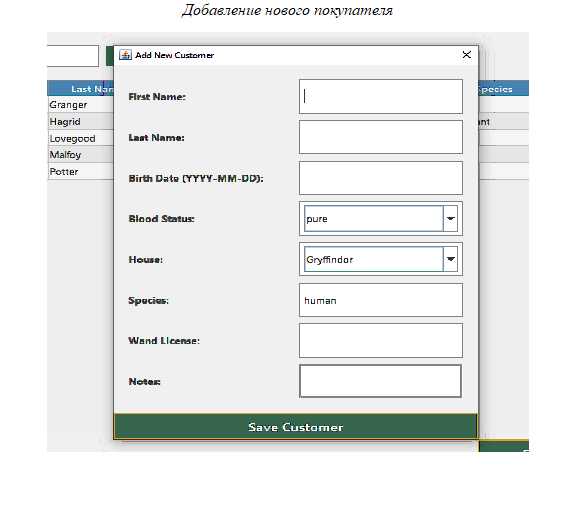 Добавление нового покупателя
Add New Customer
Last Nam
Species
Granger
Hagrid
Lovegood
Malfoy
Potter
First Name:
Last Name:
Birth Date (YYYY-MM-DD):
Blood Status:
pure
House:
Gryffindor
Species:
human
Wand License:
Notes:
Save Customer